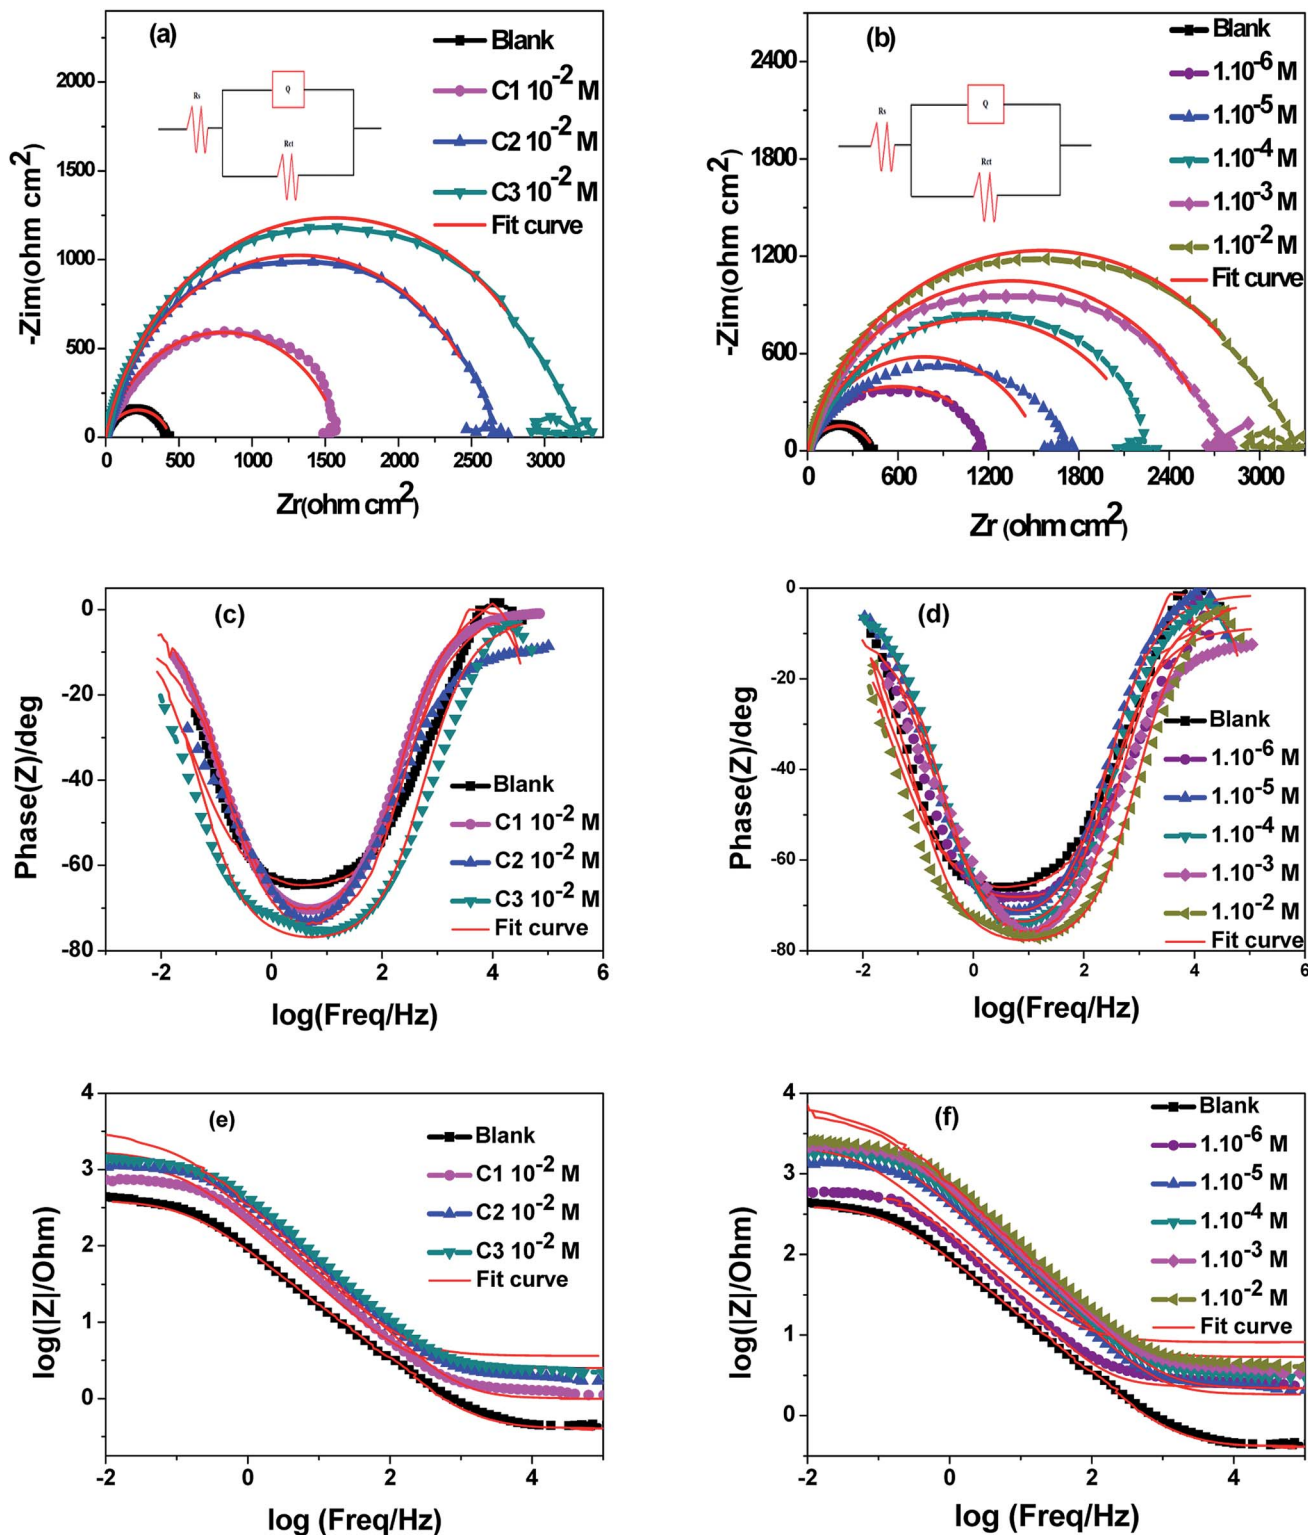 (a)
Blank
C1 10⁻² M
C2 10⁻² M
C3 10⁻² M
Fit curve
Rs
Q
Rct
2000
1500
1000
500
0
-Zim(ohm cm²)
0 500 1000 1500 2000 2500 3000
Zr(ohm cm²)
(b)
Blank
1.10⁻⁶ M
1.10⁻⁵ M
1.10⁻⁴ M
1.10⁻³ M
1.10⁻² M
Fit curve
Rs
Q
Rct
2400
1800
1200
600
0
-Zim(ohm cm²)
0 600 1200 1800 2400 3000
Zr (ohm cm²)
(c)
Blank
C1 10⁻² M
C2 10⁻² M
C3 10⁻² M
Fit curve
0
-20
-40
-60
-80
Phase(Z)/deg
-2 0 2 4 6
log(Freq/Hz)
(d)
Blank
1.10⁻⁶ M
1.10⁻⁵ M
1.10⁻⁴ M
1.10⁻³ M
1.10⁻² M
Fit curve
0
-20
-40
-60
-80
Phase(Z)/deg
-2 0 2 4 6
log(Freq/Hz)
(e)
Blank
C1 10⁻² M
C2 10⁻² M
C3 10⁻² M
Fit curve
4
3
2
1
0
log(|Z|/Ohm)
-2 0 2 4
log (Freq/Hz)
(f)
Blank
1.10⁻⁶ M
1.10⁻⁵ M
1.10⁻⁴ M
1.10⁻³ M
1.10⁻² M
Fit curve
4
3
2
1
0
log(|Z|/Ohm)
-2 0 2 4
log (Freq/Hz)